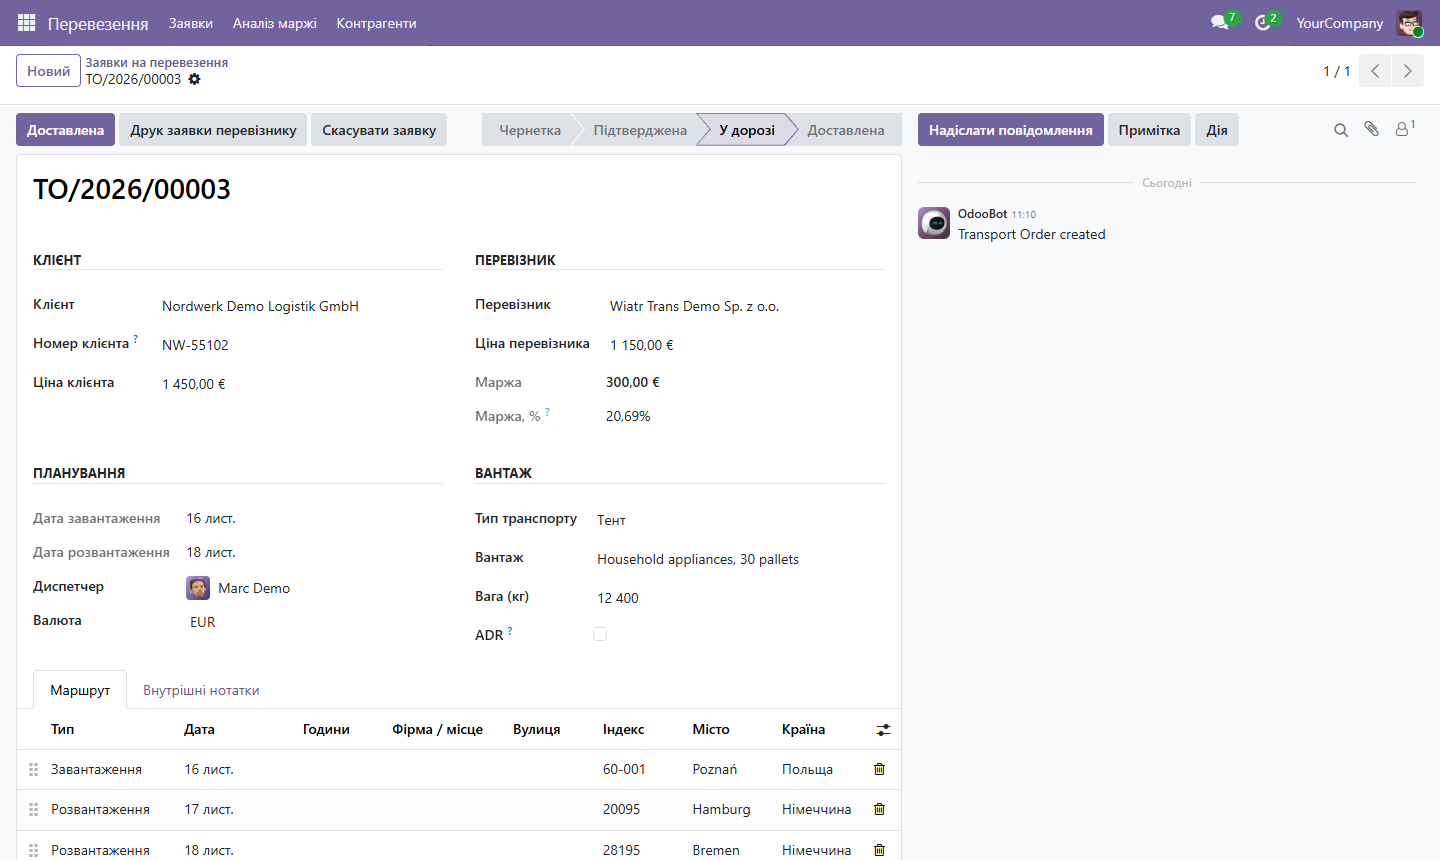 Перевезення Заявки Аналіз маржі Контрагенти 7 2 YourCompany
Новий Заявки на перевезення
TO/2026/00003 1 / 1
Доставлена Друк заявки перевізнику Скасувати заявку Чернетка Підтверджена У дорозі Доставлена Надіслати повідомлення Примітка Дія 1
TO/2026/00003
Сьогодні
OdooBot 11:10
Transport Order created
КЛІЄНТ
Клієнт Nordwerk Demo Logistik GmbH
Номер клієнта ? NW-55102
Ціна клієнта 1 450,00 €
ПЕРЕВІЗНИК
Перевізник Wiatr Trans Demo Sp. z o.o.
Ціна перевізника 1 150,00 €
Маржа 300,00 €
Маржа, % ? 20,69%
ПЛАНУВАННЯ
Дата завантаження 16 лист.
Дата розвантаження 18 лист.
Диспетчер Marc Demo
Валюта EUR
ВАНТАЖ
Тип транспорту Тент
Вантаж Household appliances, 30 pallets
Вага (кг) 12 400
ADR ?
Маршрут Внутрішні нотатки
Тип Дата Години Фірма / місце Вулиця Індекс Місто Країна
Завантаження 16 лист. 60-001 Poznań Польща
Розвантаження 17 лист. 20095 Hamburg Німеччина
Розвантаження 18 лист. 28195 Bremen Німеччина